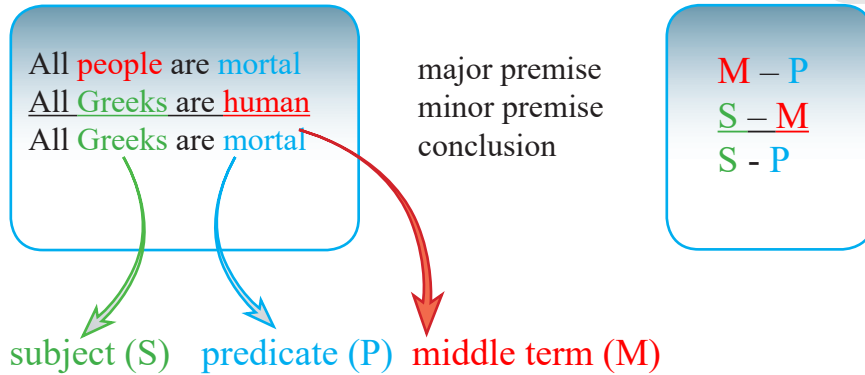 All people are mortal
All Greeks are human
All Greeks are mortal
major premise
minor premise
conclusion
M – P
S – M
S - P
subject (S)
predicate (P)
middle term (M)